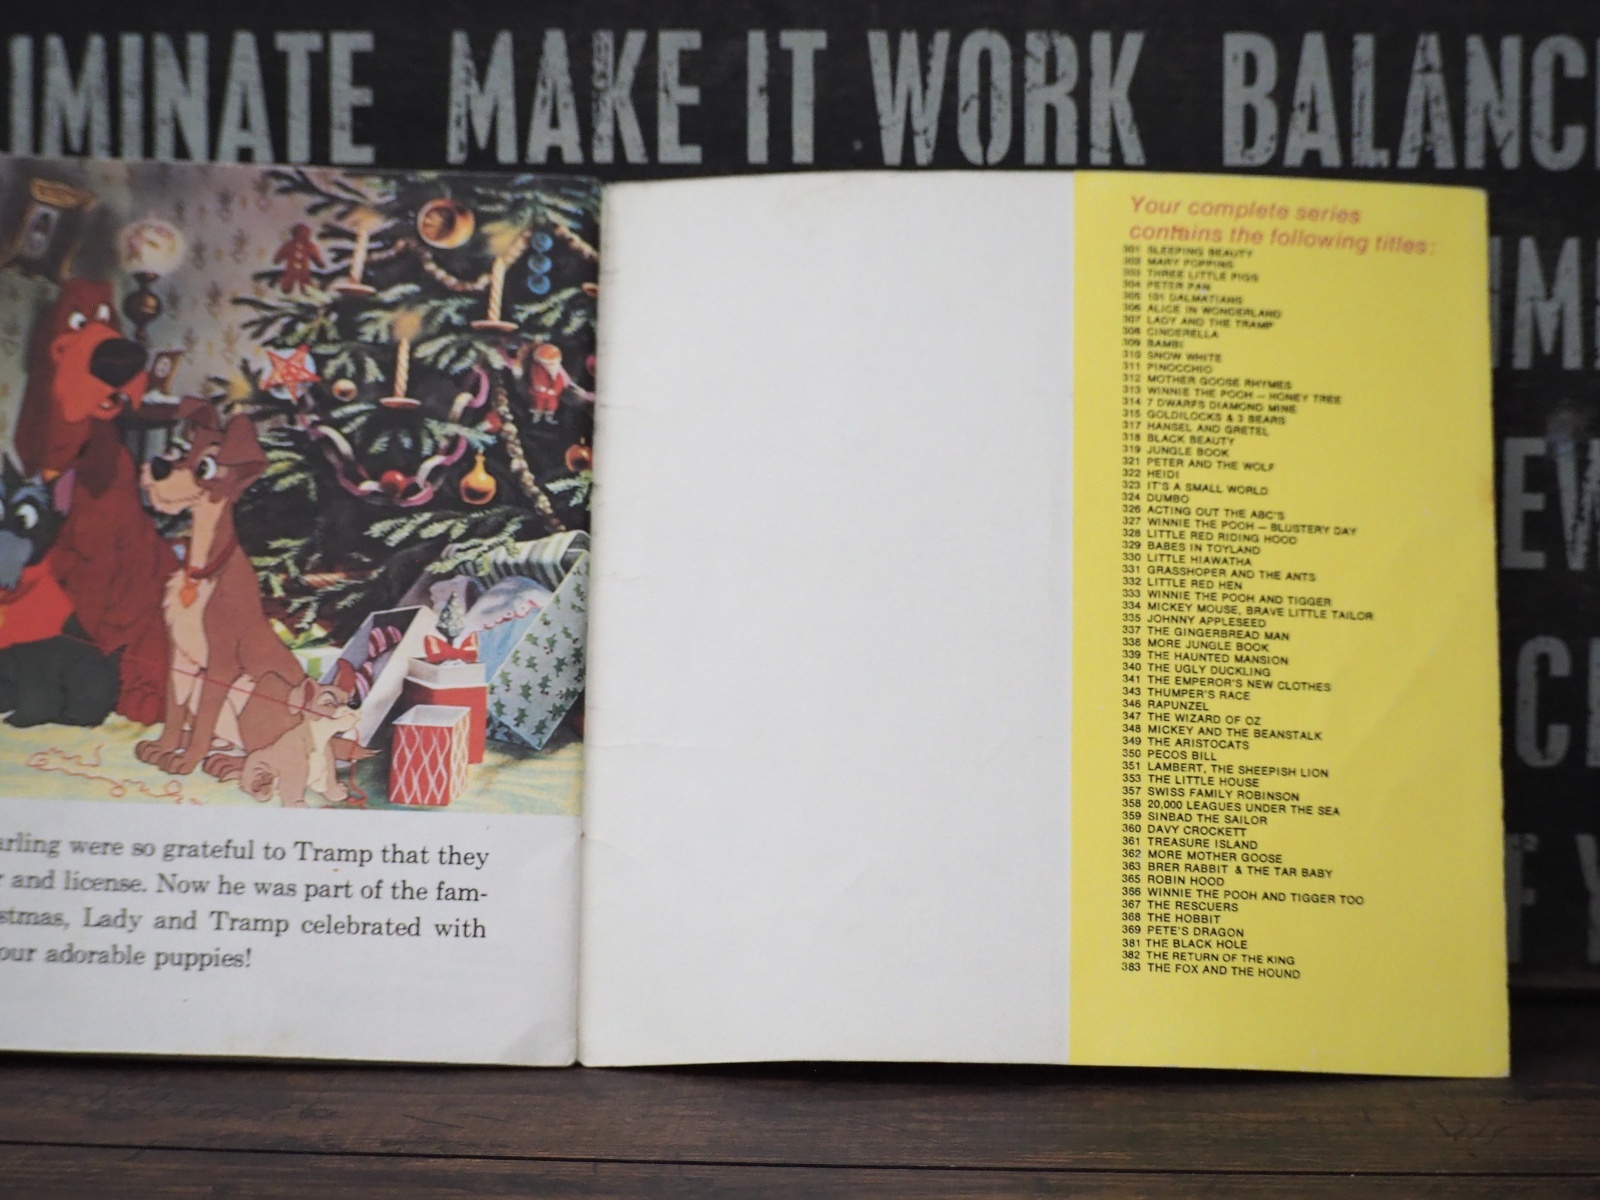 IMINATE MAKE IT WORK BALANC
arling were so grateful to Tramp that they
and license. Now he was part of the fam-
stmas, Lady and Tramp celebrated with
our adorable puppies!
Your complete series
contains the following titles:
301 SLEEPING BEAUTY
302 MARY POPPINS
303 THREE LITTLE PIGS
304 PETER PAN
305 101 DALMATIANS
306 ALICE IN WONDERLAND
307 LADY AND THE TRAMP
308 CINDERELLA
309 BAMBI
310 SNOW WHITE
311 PINOCCHIO
312 MOTHER GOOSE RHYMES
313 WINNIE THE POOH — HONEY TREE
314 7 DWARFS DIAMOND MINE
315 GOLDILOCKS & 3 BEARS
317 HANSEL AND GRETEL
318 BLACK BEAUTY
319 JUNGLE BOOK
321 PETER AND THE WOLF
322 HEIDI
323 IT'S A SMALL WORLD
324 DUMBO
326 ACTING OUT THE ABC'S
327 WINNIE THE POOH — BLUSTERY DAY
328 LITTLE RED RIDING HOOD
329 BABES IN TOYLAND
330 LITTLE HIAWATHA
331 GRASSHOPER AND THE ANTS
332 LITTLE RED HEN
333 WINNIE THE POOH AND TIGGER
334 MICKEY MOUSE, BRAVE LITTLE TAILOR
335 JOHNNY APPLESEED
337 THE GINGERBREAD MAN
338 MORE JUNGLE BOOK
339 THE HAUNTED MANSION
340 THE UGLY DUCKLING
341 THE EMPEROR'S NEW CLOTHES
343 THUMPER'S RACE
346 RAPUNZEL
347 THE WIZARD OF OZ
348 MICKEY AND THE BEANSTALK
349 THE ARISTOCATS
350 PECOS BILL
351 LAMBERT, THE SHEEPISH LION
353 THE LITTLE HOUSE
357 SWISS FAMILY ROBINSON
358 20,000 LEAGUES UNDER THE SEA
359 SINBAD THE SAILOR
360 DAVY CROCKETT
361 TREASURE ISLAND
362 MORE MOTHER GOOSE
363 BRER RABBIT & THE TAR BABY
365 ROBIN HOOD
366 WINNIE THE POOH AND TIGGER TOO
367 THE RESCUERS
368 THE HOBBIT
369 PETE'S DRAGON
381 THE BLACK HOLE
382 THE RETURN OF THE KING
383 THE FOX AND THE HOUND